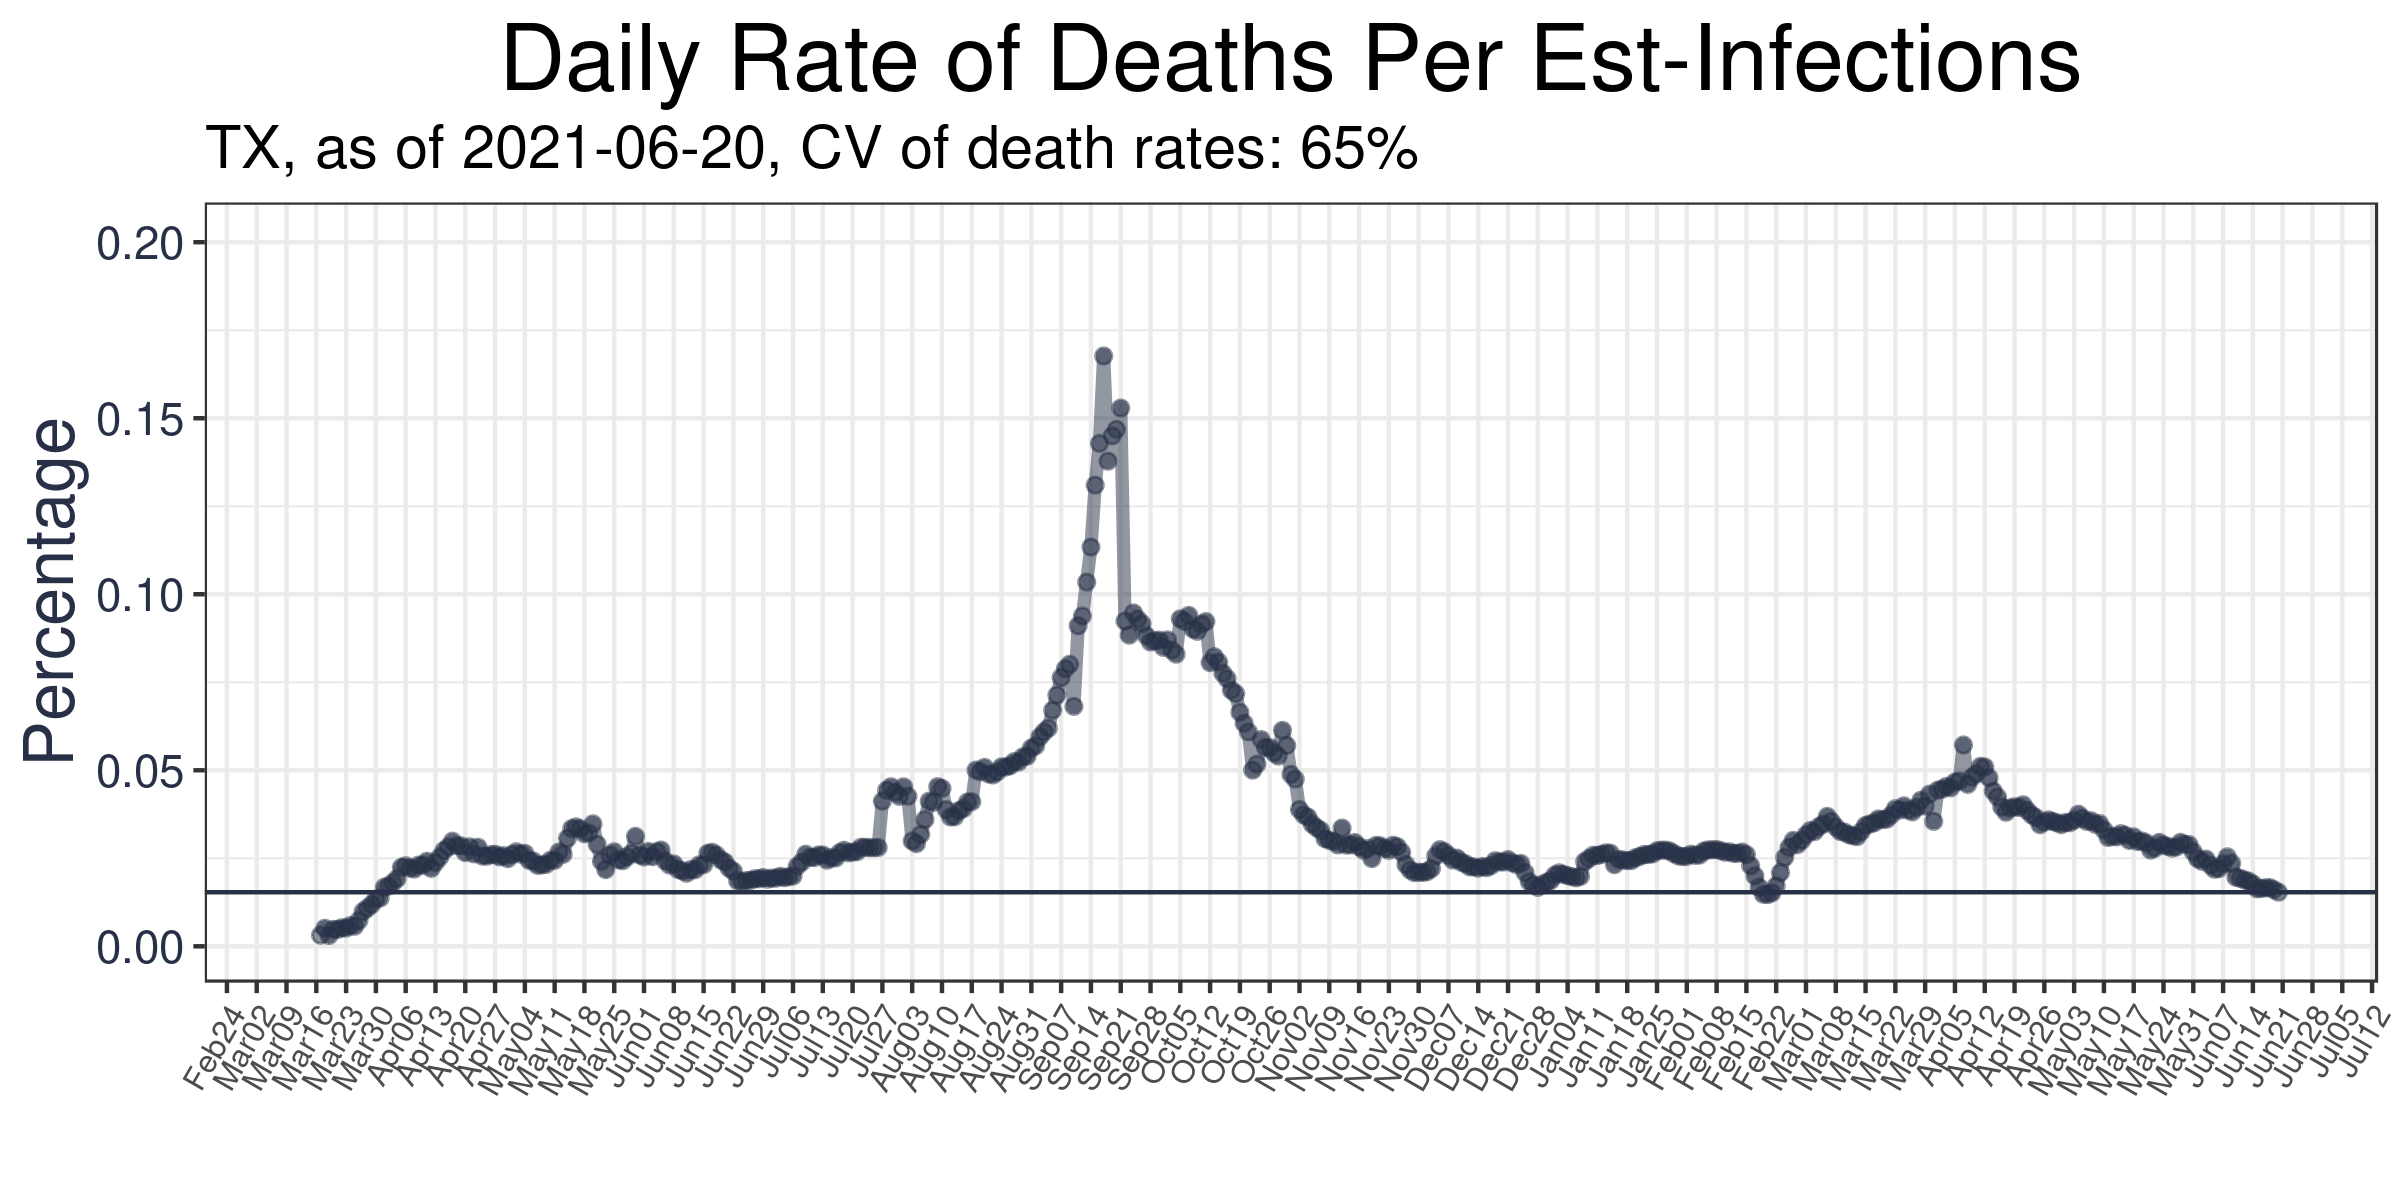 Daily Rate of Deaths Per Est-Infections
TX, as of 2021-06-20, CV of death rates: 65%
Percentage
0.20
0.15
0.10
0.05
0.00
Feb24
Mar02
Mar09
Mar16
Mar23
Mar30
Apr06
Apr13
Apr20
Apr27
May04
May11
May18
May25
Jun01
Jun08
Jun15
Jun22
Jun29
Jul06
Jul13
Jul20
Jul27
Aug03
Aug10
Aug17
Aug24
Aug31
Sep07
Sep14
Sep21
Sep28
Oct05
Oct12
Oct19
Oct26
Nov02
Nov09
Nov16
Nov23
Nov30
Dec07
Dec14
Dec21
Dec28
Jan04
Jan11
Jan18
Jan25
Feb01
Feb08
Feb15
Feb22
Mar01
Mar08
Mar15
Mar22
Mar29
Apr05
Apr12
Apr19
Apr26
May03
May10
May17
May24
May31
Jun07
Jun14
Jun21
Jun28
Jul05
Jul12